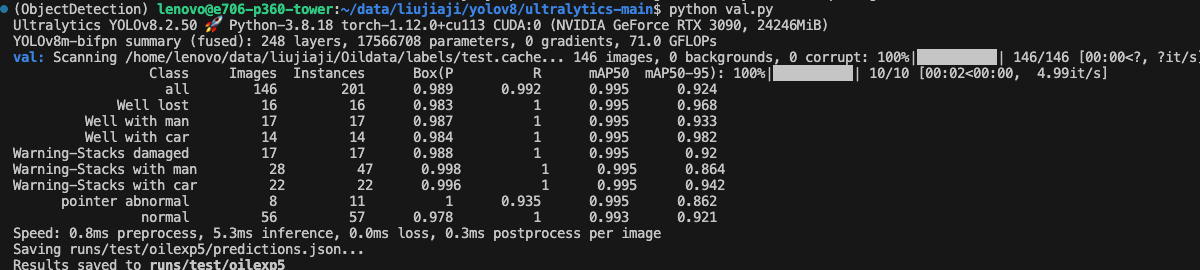 (ObjectDetection) lenovo@e706-p360-tower:~/data/liujiaji/yolov8/ultralytics-main$ python val.py
Ultralytics YOLOv8.2.50 🚀 Python-3.8.18 torch-1.12.0+cu113 CUDA:0 (NVIDIA GeForce RTX 3090, 24246MiB)
YOLOv8m-bifpn summary (fused): 248 layers, 17566708 parameters, 0 gradients, 71.0 GFLOPs
val: Scanning /home/lenovo/data/liujiaji/Oildata/labels/test.cache... 146 images, 0 backgrounds, 0 corrupt: 100%|██████████| 146/146 [00:00<?, ?it/s]
Class Images Instances Box(P R mAP50 mAP50-95): 100%|██████████| 10/10 [00:02<00:00, 4.99it/s]
all 146 201 0.989 0.992 0.995 0.924
Well lost 16 16 0.983 1 0.995 0.968
Well with man 17 17 0.987 1 0.995 0.933
Well with car 14 14 0.984 1 0.995 0.982
Warning-Stacks damaged 17 17 0.988 1 0.995 0.92
Warning-Stacks with man 28 47 0.998 1 0.995 0.864
Warning-Stacks with car 22 22 0.996 1 0.995 0.942
pointer abnormal 8 11 1 0.935 0.995 0.862
normal 56 57 0.978 1 0.993 0.921
Speed: 0.8ms preprocess, 5.3ms inference, 0.0ms loss, 0.3ms postprocess per image
Saving runs/test/oilexp5/predictions.json...
Results saved to runs/test/oilexp5